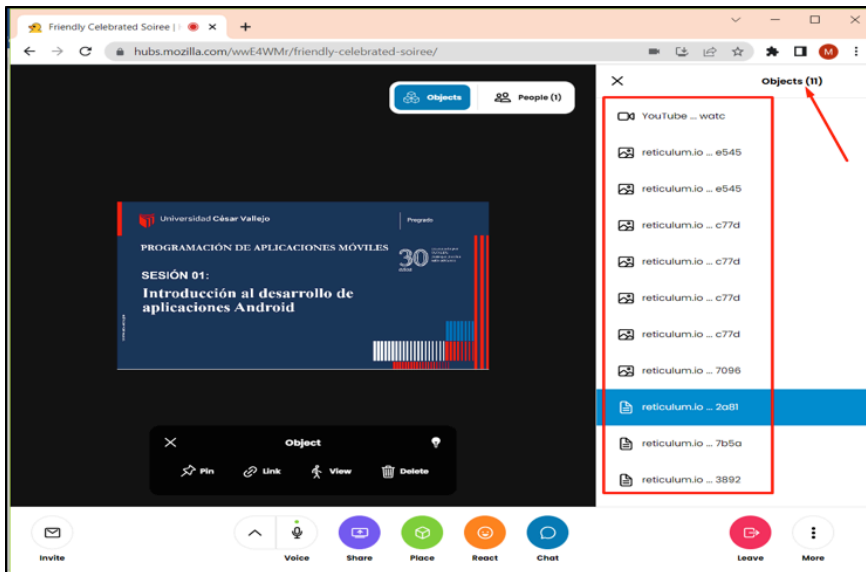 Friendly Celebrated Soiree |
hubs.mozilla.com/wwE4WMr/friendly-celebrated-soiree/
M
Objects
People (1)
Objects (11)
YouTube ... watc
reticulum.io ... e545
reticulum.io ... e545
reticulum.io ... c77d
reticulum.io ... c77d
reticulum.io ... c77d
reticulum.io ... c77d
reticulum.io ... 7096
reticulum.io ... 2a81
reticulum.io ... 7b5a
reticulum.io ... 3892
Universidad César Vallejo
Pregrado
PROGRAMACIÓN DE APLICACIONES MÓVILES
30
SESIÓN 01:
Introducción al desarrollo de
aplicaciones Android
Object
Pin
Link
View
Delete
Invite
Voice
Share
Place
React
Chat
Leave
More